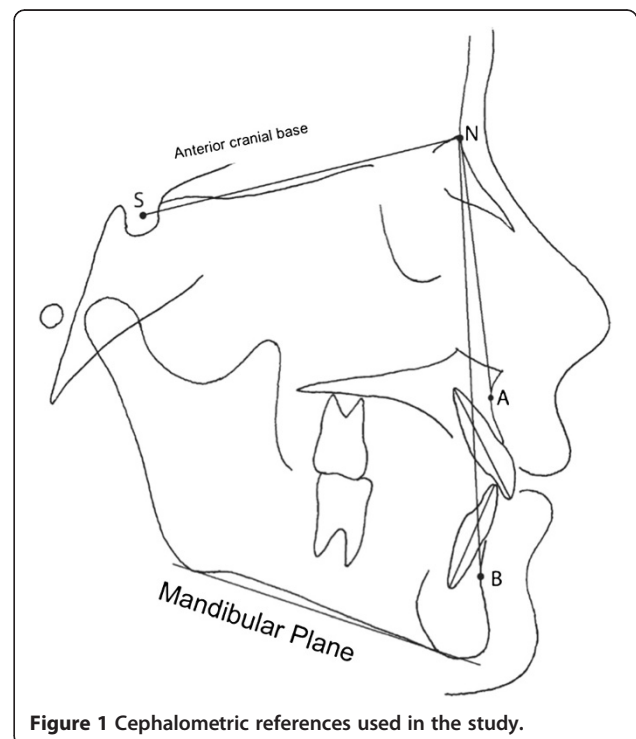 N
Anterior cranial base
S
A
B
Mandibular Plane
Figure 1 Cephalometric references used in the study.